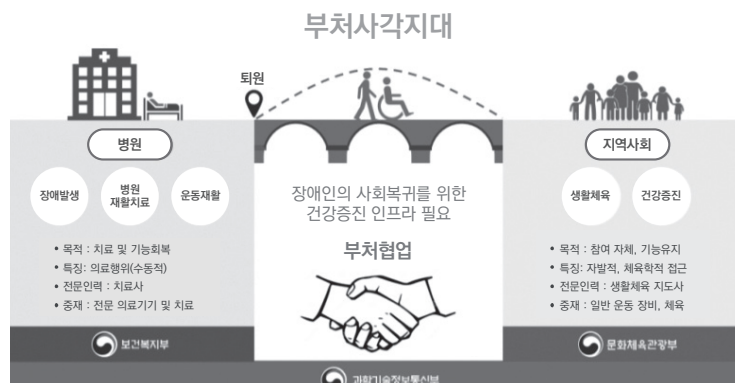 부처사각지대
퇴원
병원
장애발생
병원
재활치료
운동재활
• 목적 : 치료 및 기능회복
• 특징: 의료행위(수동적)
• 전문인력 : 치료사
• 중재 : 전문 의료기기 및 치료
보건복지부
장애인의 사회복귀를 위한
건강증진 인프라 필요
부처협업
과학기술정보통신부
지역사회
생활체육
건강증진
• 목적 : 참여 자체, 기능유지
• 특징: 자발적, 체육학적 접근
• 전문인력 : 생활체육 지도사
• 중재 : 일반 운동 장비, 체육
문화체육관광부